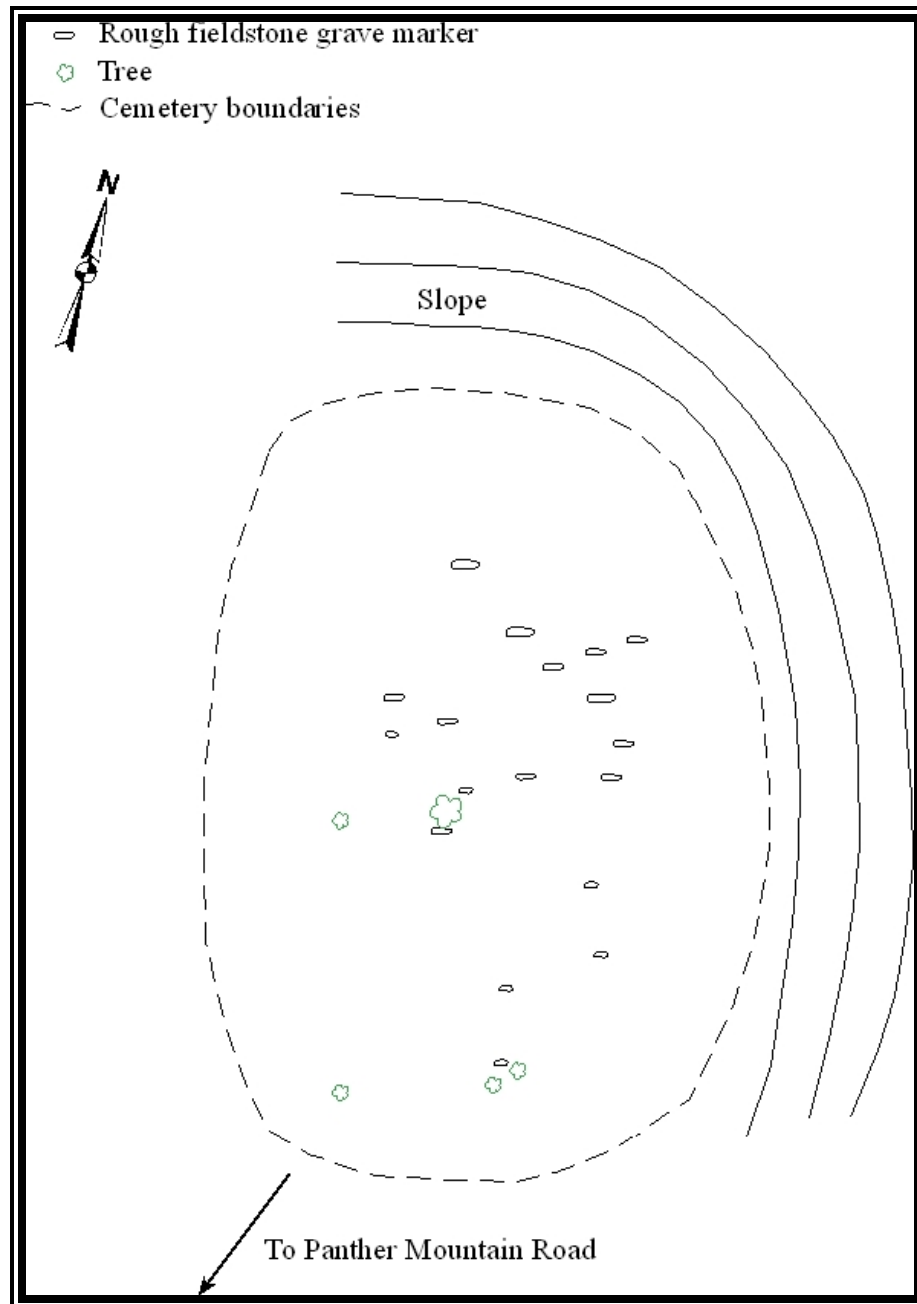 Rough fieldstone grave marker
Tree
Cemetery boundaries
N
Slope
To Panther Mountain Road